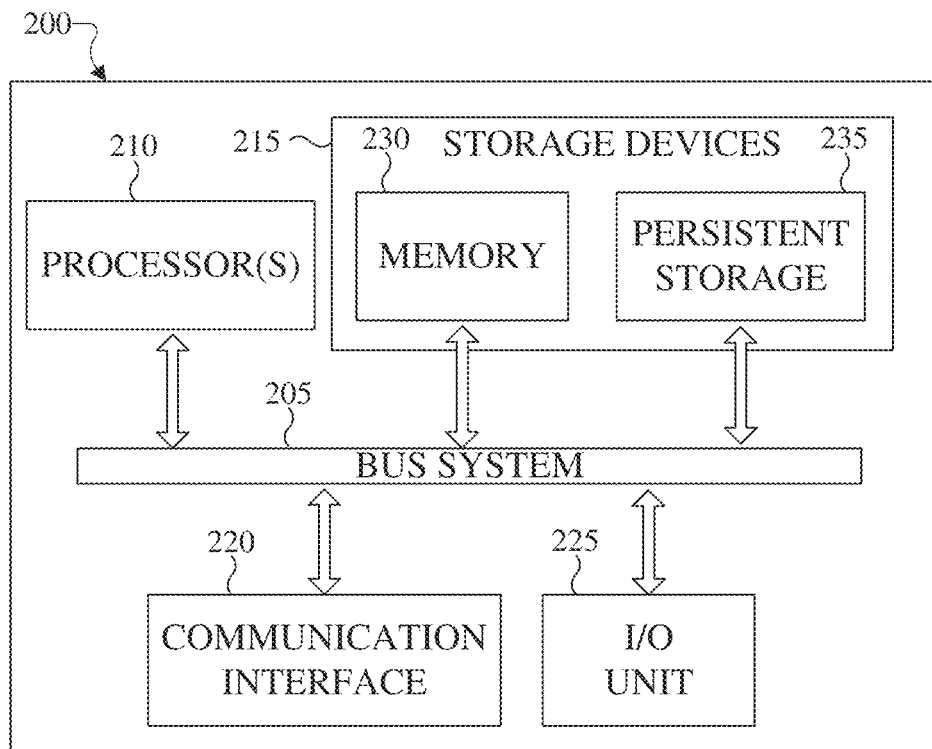 200
215
STORAGE DEVICES
210
230
235
PROCESSOR(S)
MEMORY
PERSISTENT
STORAGE
205
BUS SYSTEM
220
225
COMMUNICATION
INTERFACE
I/O
UNIT